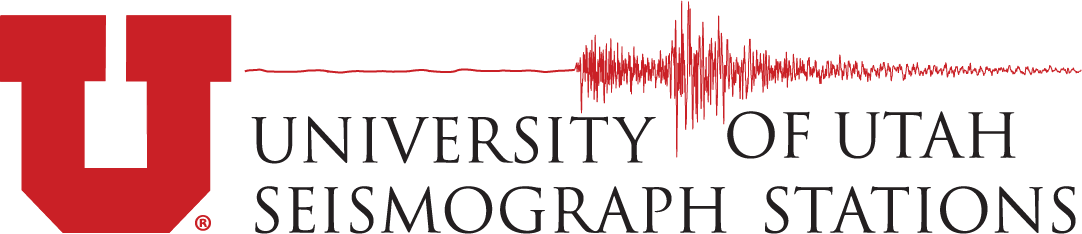 U
®
UNIVERSITY OF UTAH
SEISMOGRAPH STATIONS